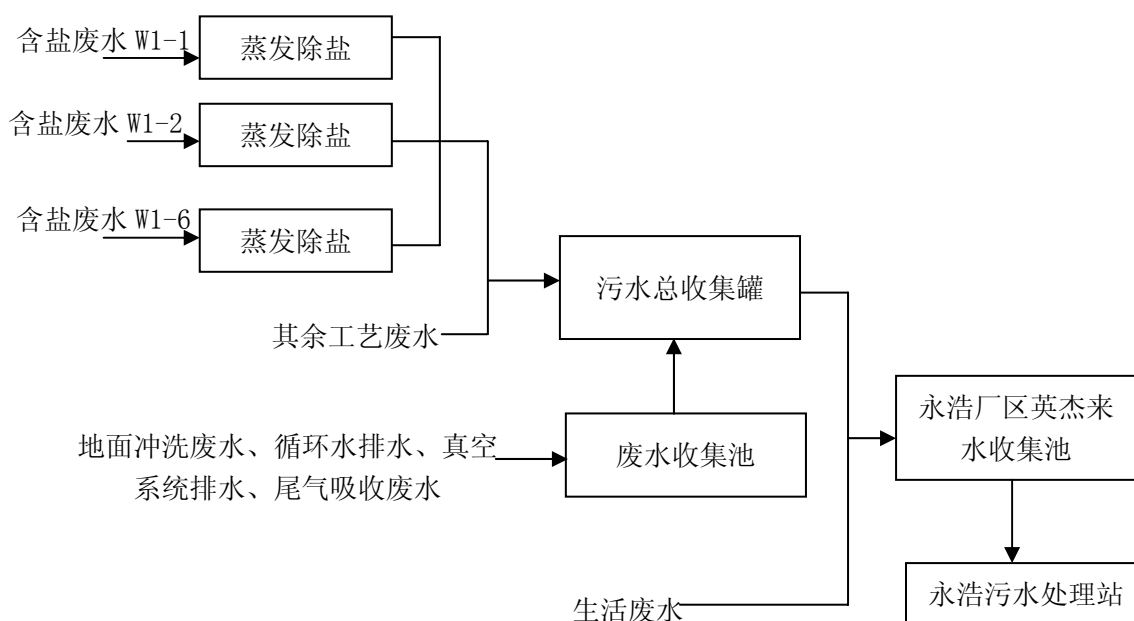 含盐废水 W1-1
蒸发除盐
含盐废水 W1-2
蒸发除盐
含盐废水 W1-6
蒸发除盐
污水总收集罐
其余工艺废水
永浩厂区英杰来
水收集池
地面冲洗废水、循环水排水、真空
系统排水、尾气吸收废水
废水收集池
生活废水
永浩污水处理站